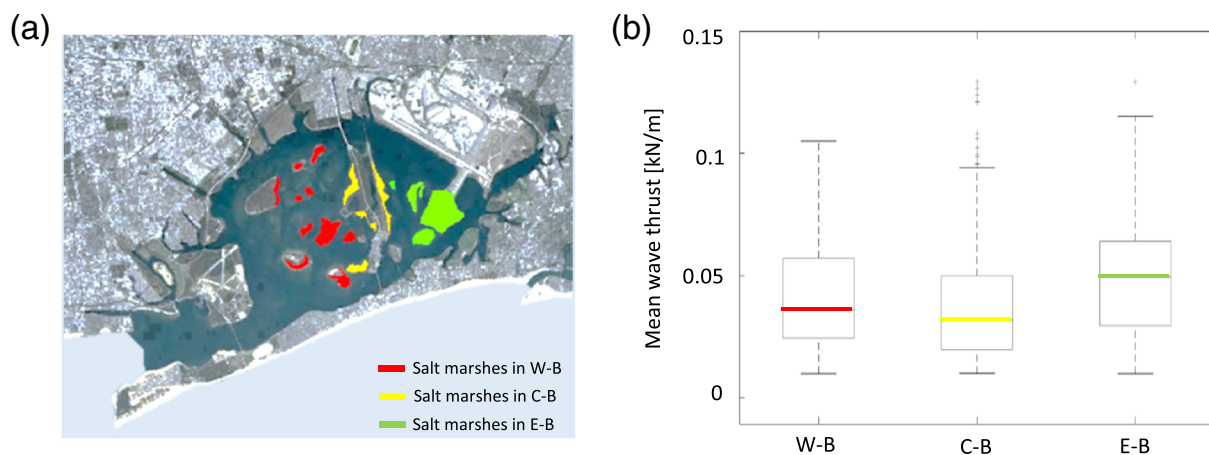 (a)
Salt marshes in W-B
Salt marshes in C-B
Salt marshes in E-B
(b)
Mean wave thrust [kN/m]
0.15
0.1
0.05
0
W-B
C-B
E-B